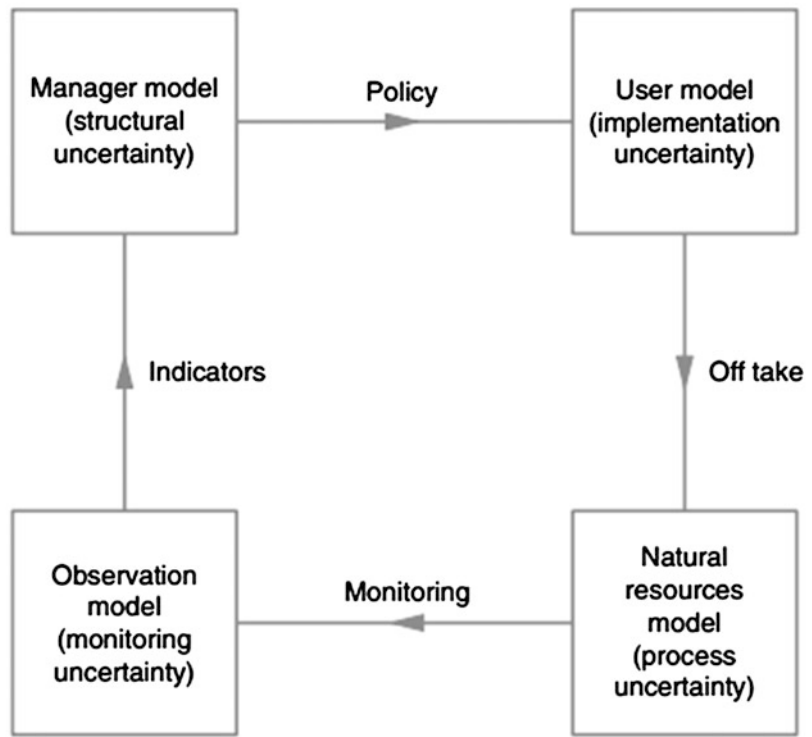 Manager model
(structural
uncertainty)
Policy
User model
(implementation
uncertainty)
Indicators
Off take
Observation
model
(monitoring
uncertainty)
Monitoring
Natural
resources
model
(process
uncertainty)